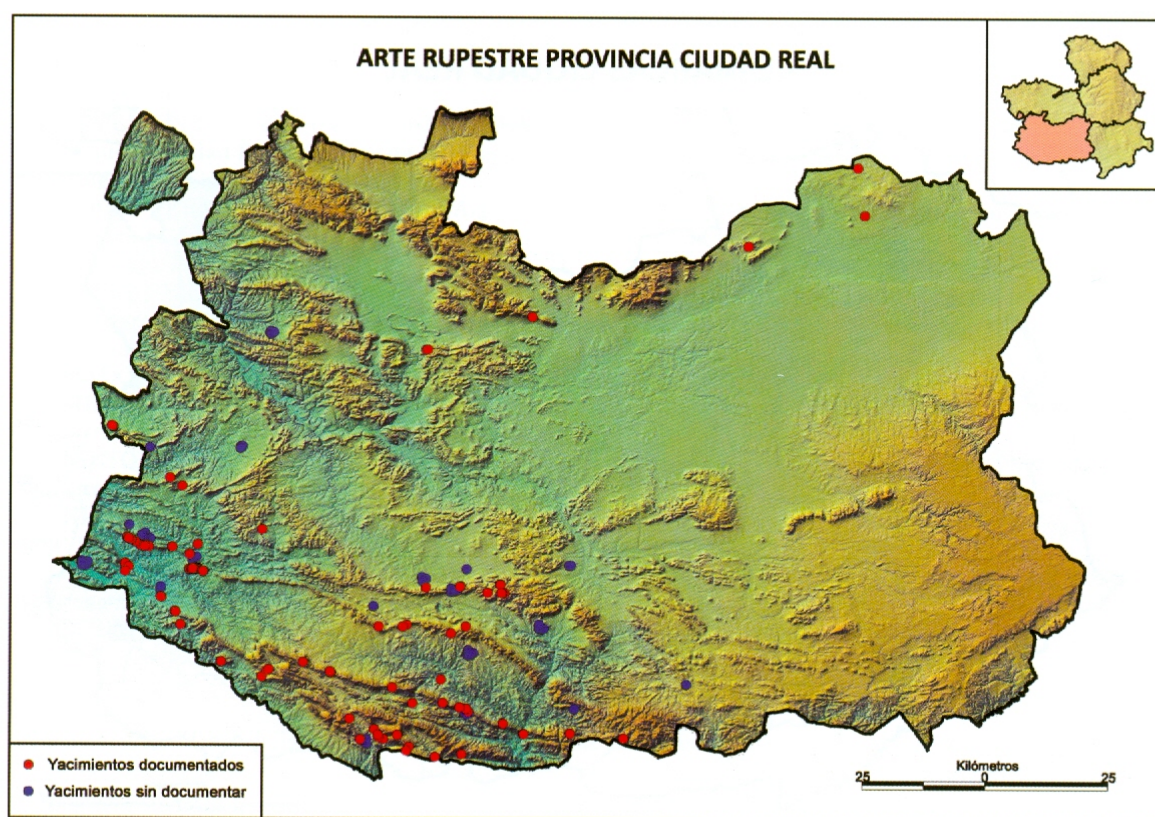 ARTE RUPESTRE PROVINCIA CIUDAD REAL
Yacimientos documentados
Yacimientos sin documentar
Kilómetros
25 0 25